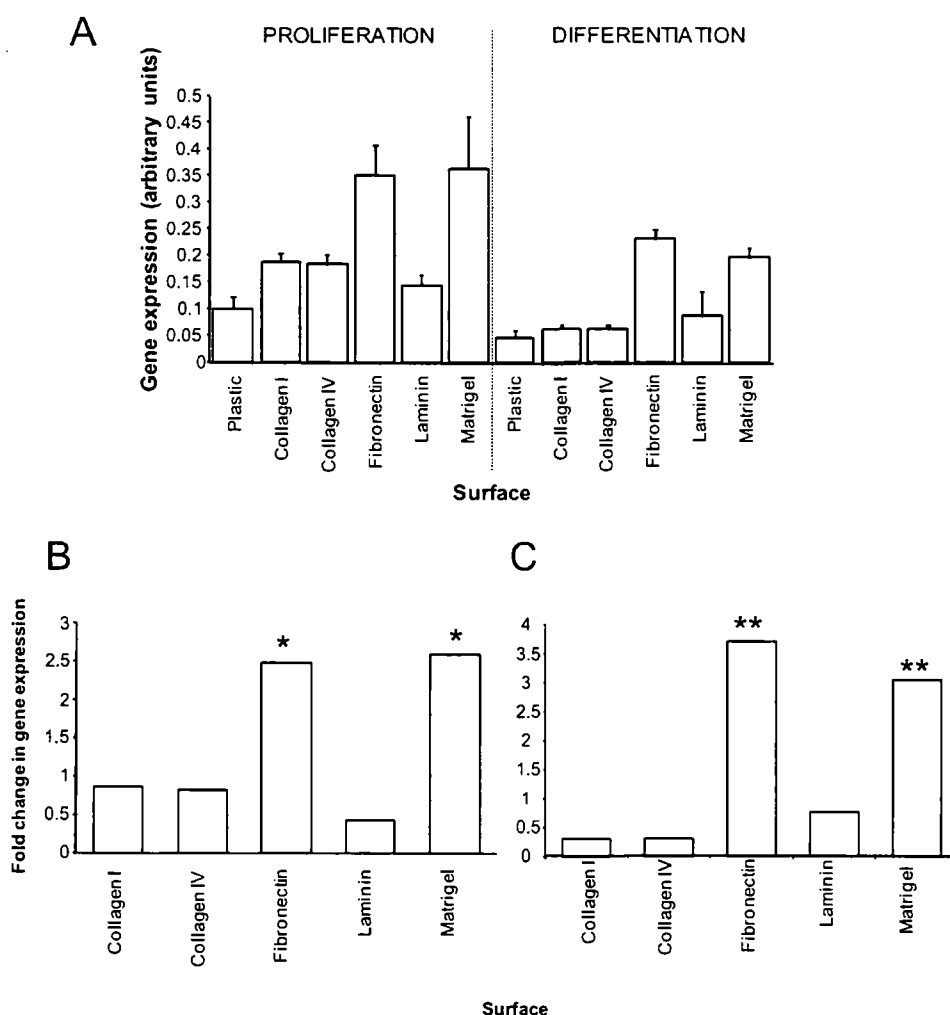 A
PROLIFERATION
DIFFERENTIATION
Gene expression (arbitrary units)
0.5
0.45
0.4
0.35
0.3
0.25
0.2
0.15
0.1
0.05
0
Plastic
Collagen I
Collagen IV
Fibronectin
Laminin
Matrigel
Plastic
Collagen I
Collagen IV
Fibronectin
Laminin
Matrigel
Surface
B
Fold change in gene expression
3
2.5
2
1.5
1
0.5
0
*
*
Collagen I
Collagen IV
Fibronectin
Laminin
Matrigel
C
4
3.5
3
2.5
2
1.5
1
0.5
0
**
**
Collagen I
Collagen IV
Fibronectin
Laminin
Matrigel
Surface